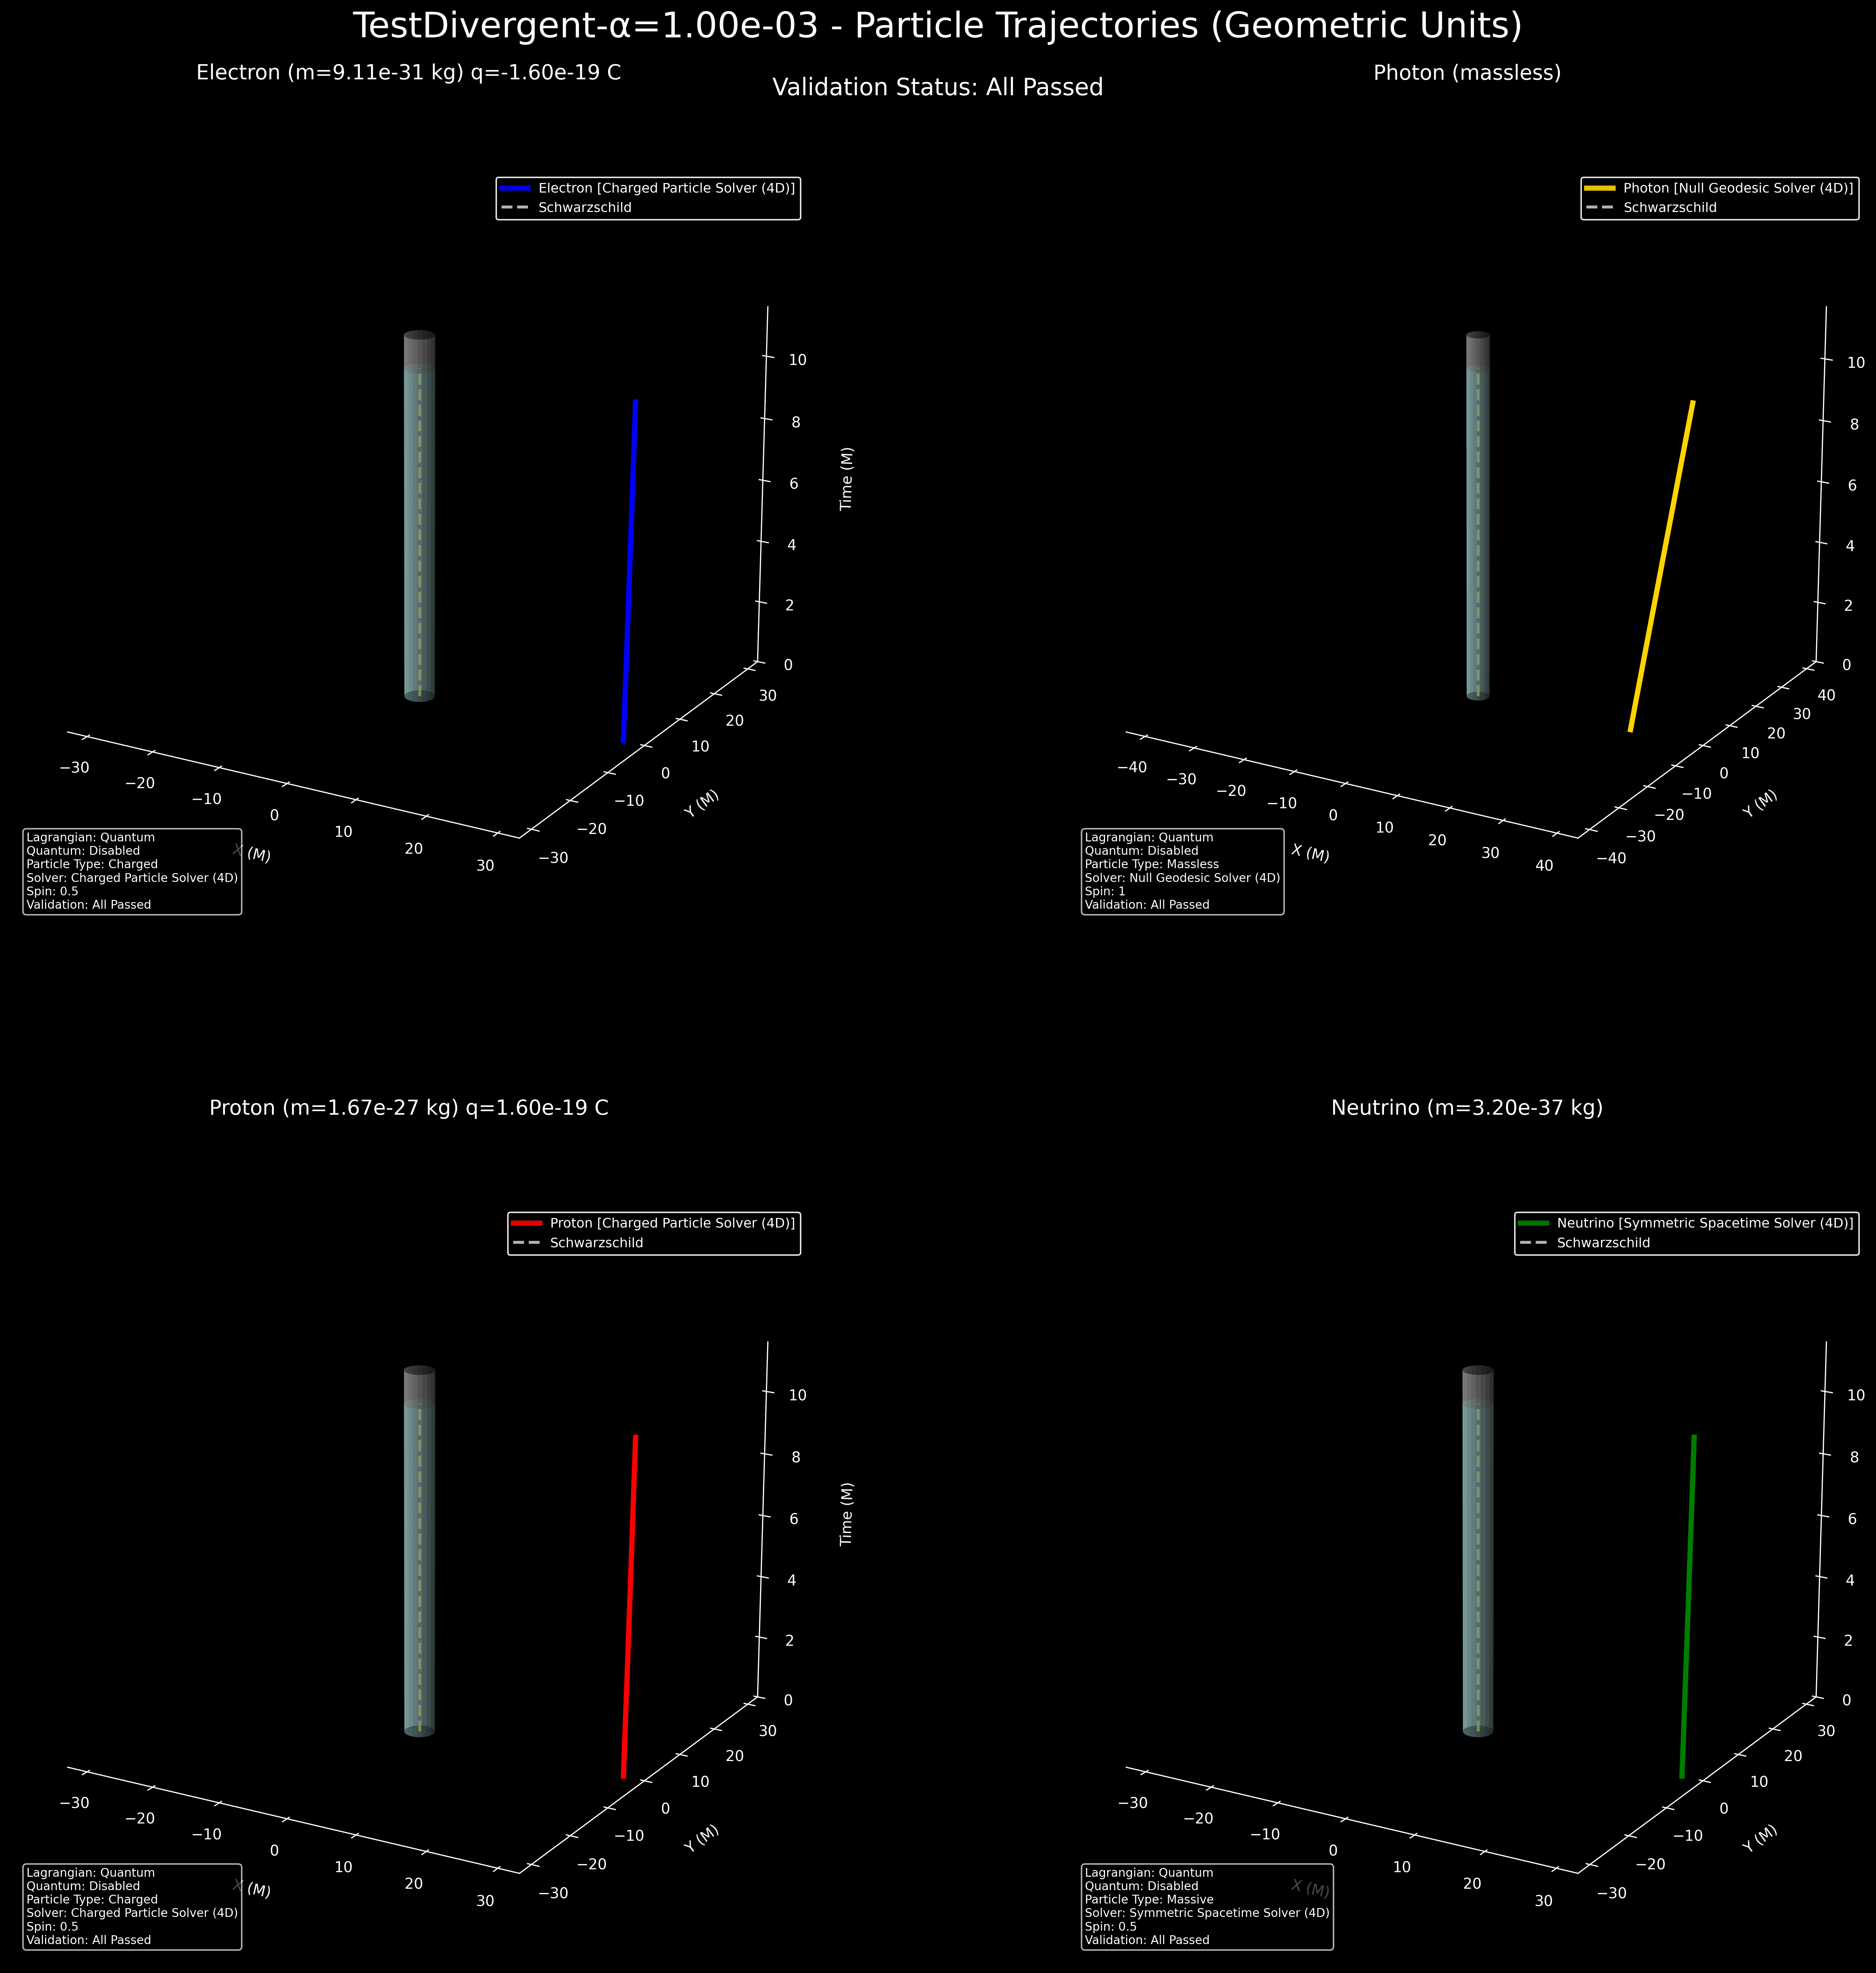 TestDivergent-α=1.00e-03 - Particle Trajectories (Geometric Units)
Validation Status: All Passed
Electron (m=9.11e-31 kg) q=-1.60e-19 C
Electron [Charged Particle Solver (4D)]
Schwarzschild
10
8
6
4
2
0
Time (M)
30
20
10
0
−10
−20
−30
Y (M)
−30
−20
−10
0
10
20
30
X (M)
Lagrangian: Quantum
Quantum: Disabled
Particle Type: Charged
Solver: Charged Particle Solver (4D)
Spin: 0.5
Validation: All Passed
Photon (massless)
Photon [Null Geodesic Solver (4D)]
Schwarzschild
10
8
6
4
2
0
40
30
20
10
0
−10
−20
−30
−40
Y (M)
−40
−30
−20
−10
0
10
20
30
40
X (M)
Lagrangian: Quantum
Quantum: Disabled
Particle Type: Massless
Solver: Null Geodesic Solver (4D)
Spin: 1
Validation: All Passed
Proton (m=1.67e-27 kg) q=1.60e-19 C
Proton [Charged Particle Solver (4D)]
Schwarzschild
10
8
6
4
2
0
Time (M)
30
20
10
0
−10
−20
−30
Y (M)
−30
−20
−10
0
10
20
30
X (M)
Lagrangian: Quantum
Quantum: Disabled
Particle Type: Charged
Solver: Charged Particle Solver (4D)
Spin: 0.5
Validation: All Passed
Neutrino (m=3.20e-37 kg)
Neutrino [Symmetric Spacetime Solver (4D)]
Schwarzschild
10
8
6
4
2
0
30
20
10
0
−10
−20
−30
Y (M)
−30
−20
−10
0
10
20
30
X (M)
Lagrangian: Quantum
Quantum: Disabled
Particle Type: Massive
Solver: Symmetric Spacetime Solver (4D)
Spin: 0.5
Validation: All Passed